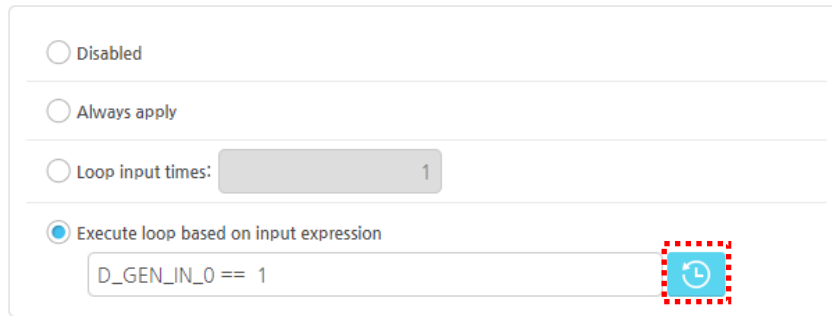 Disabled
Always apply
Loop input times: 1
Execute loop based on input expression
D_GEN_IN_0 == 1